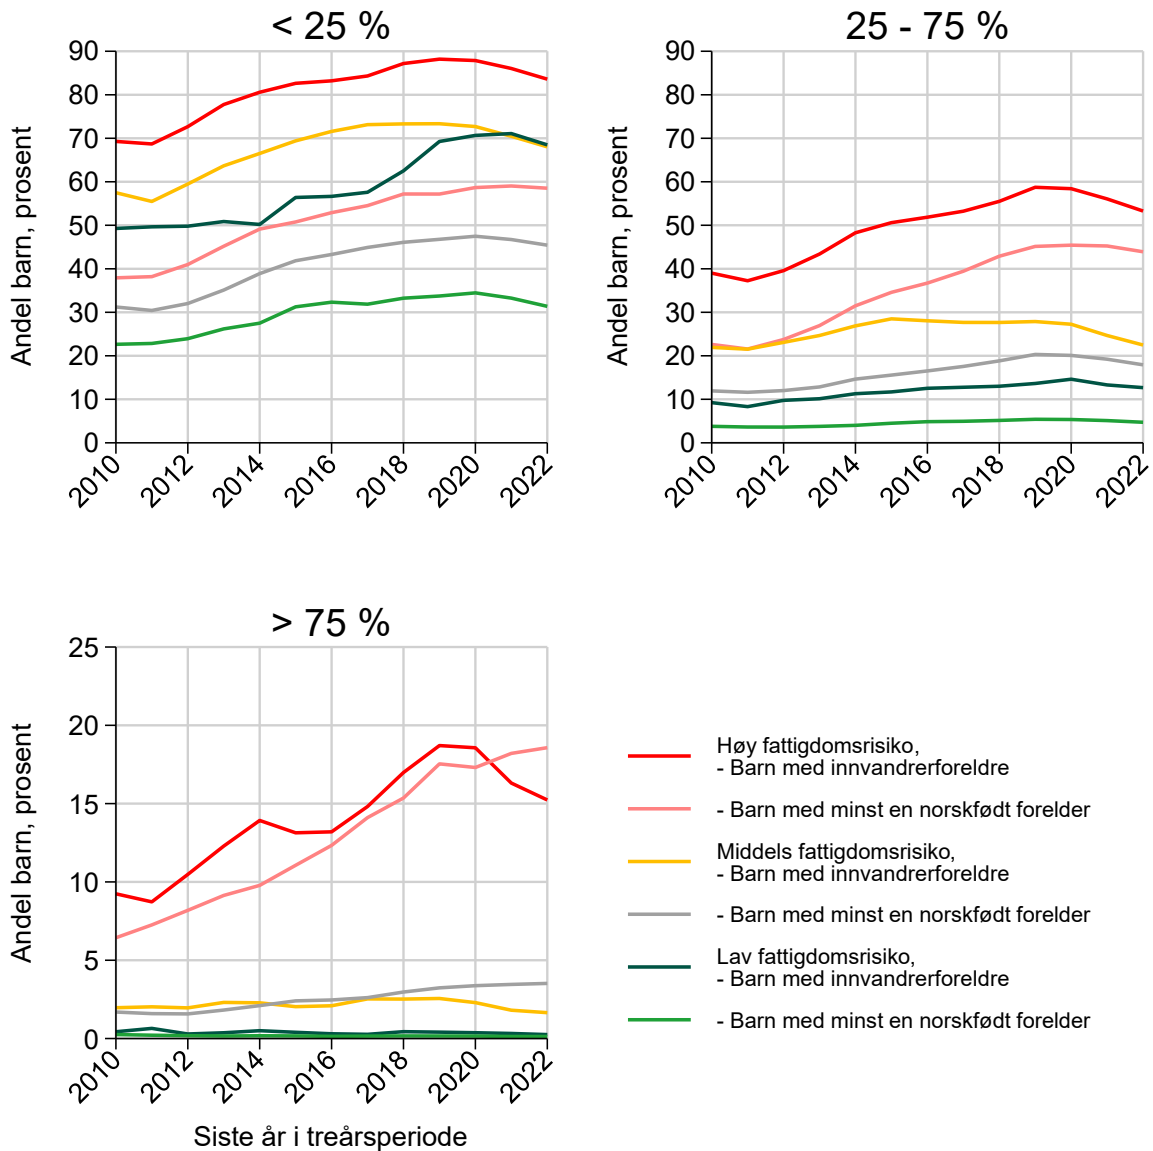 < 25 %
Andel barn, prosent
90
80
70
60
50
40
30
20
10
0
2010
2012
2014
2016
2018
2020
2022
25 - 75 %
Andel barn, prosent
90
80
70
60
50
40
30
20
10
0
2010
2012
2014
2016
2018
2020
2022
> 75 %
Andel barn, prosent
25
20
15
10
5
0
2010
2012
2014
2016
2018
2020
2022
Siste år i treårsperiode
Høy fattigdomsrisiko,
- Barn med innvandrerforeldre
- Barn med minst en norskfødt forelder
Middels fattigdomsrisiko,
- Barn med innvandrerforeldre
- Barn med minst en norskfødt forelder
Lav fattigdomsrisiko,
- Barn med innvandrerforeldre
- Barn med minst en norskfødt forelder